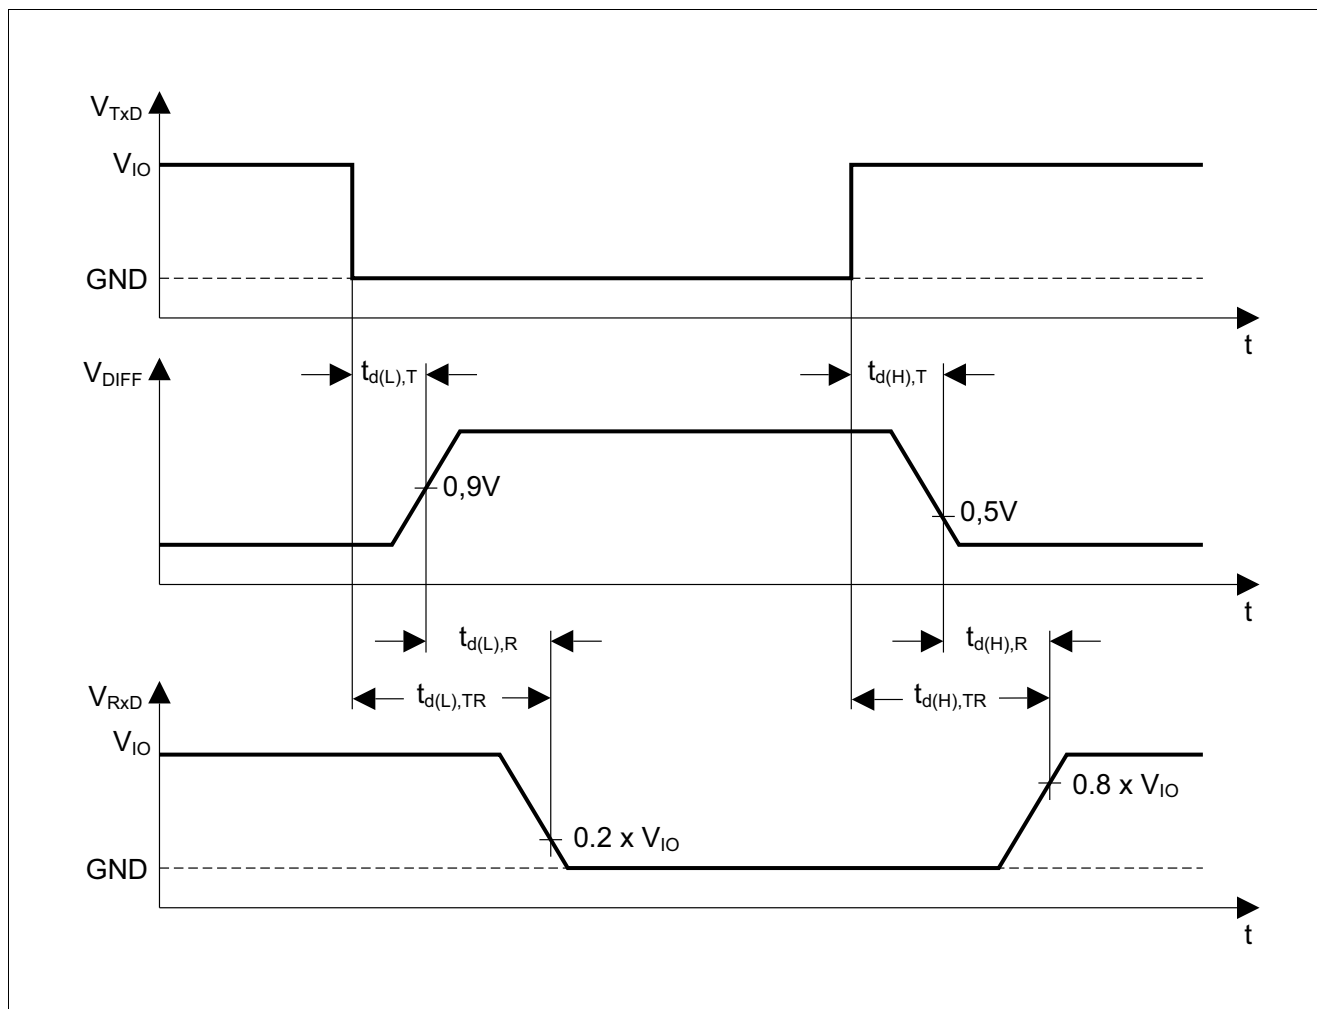 V_TxD
V_IO
GND
t
V_DIFF
t_d(L),T t_d(H),T
0,9V
0,5V
t
t_d(L),R t_d(H),R
V_RxD
t_d(L),TR t_d(H),TR
V_IO
0.8 x V_IO
0.2 x V_IO
GND
t